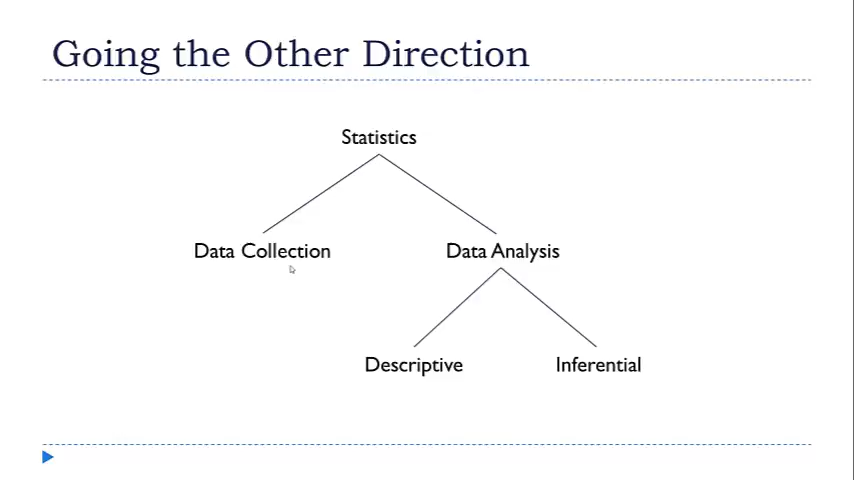 Going the Other Direction
Statistics
Data Collection
Data Analysis
Descriptive
Inferential